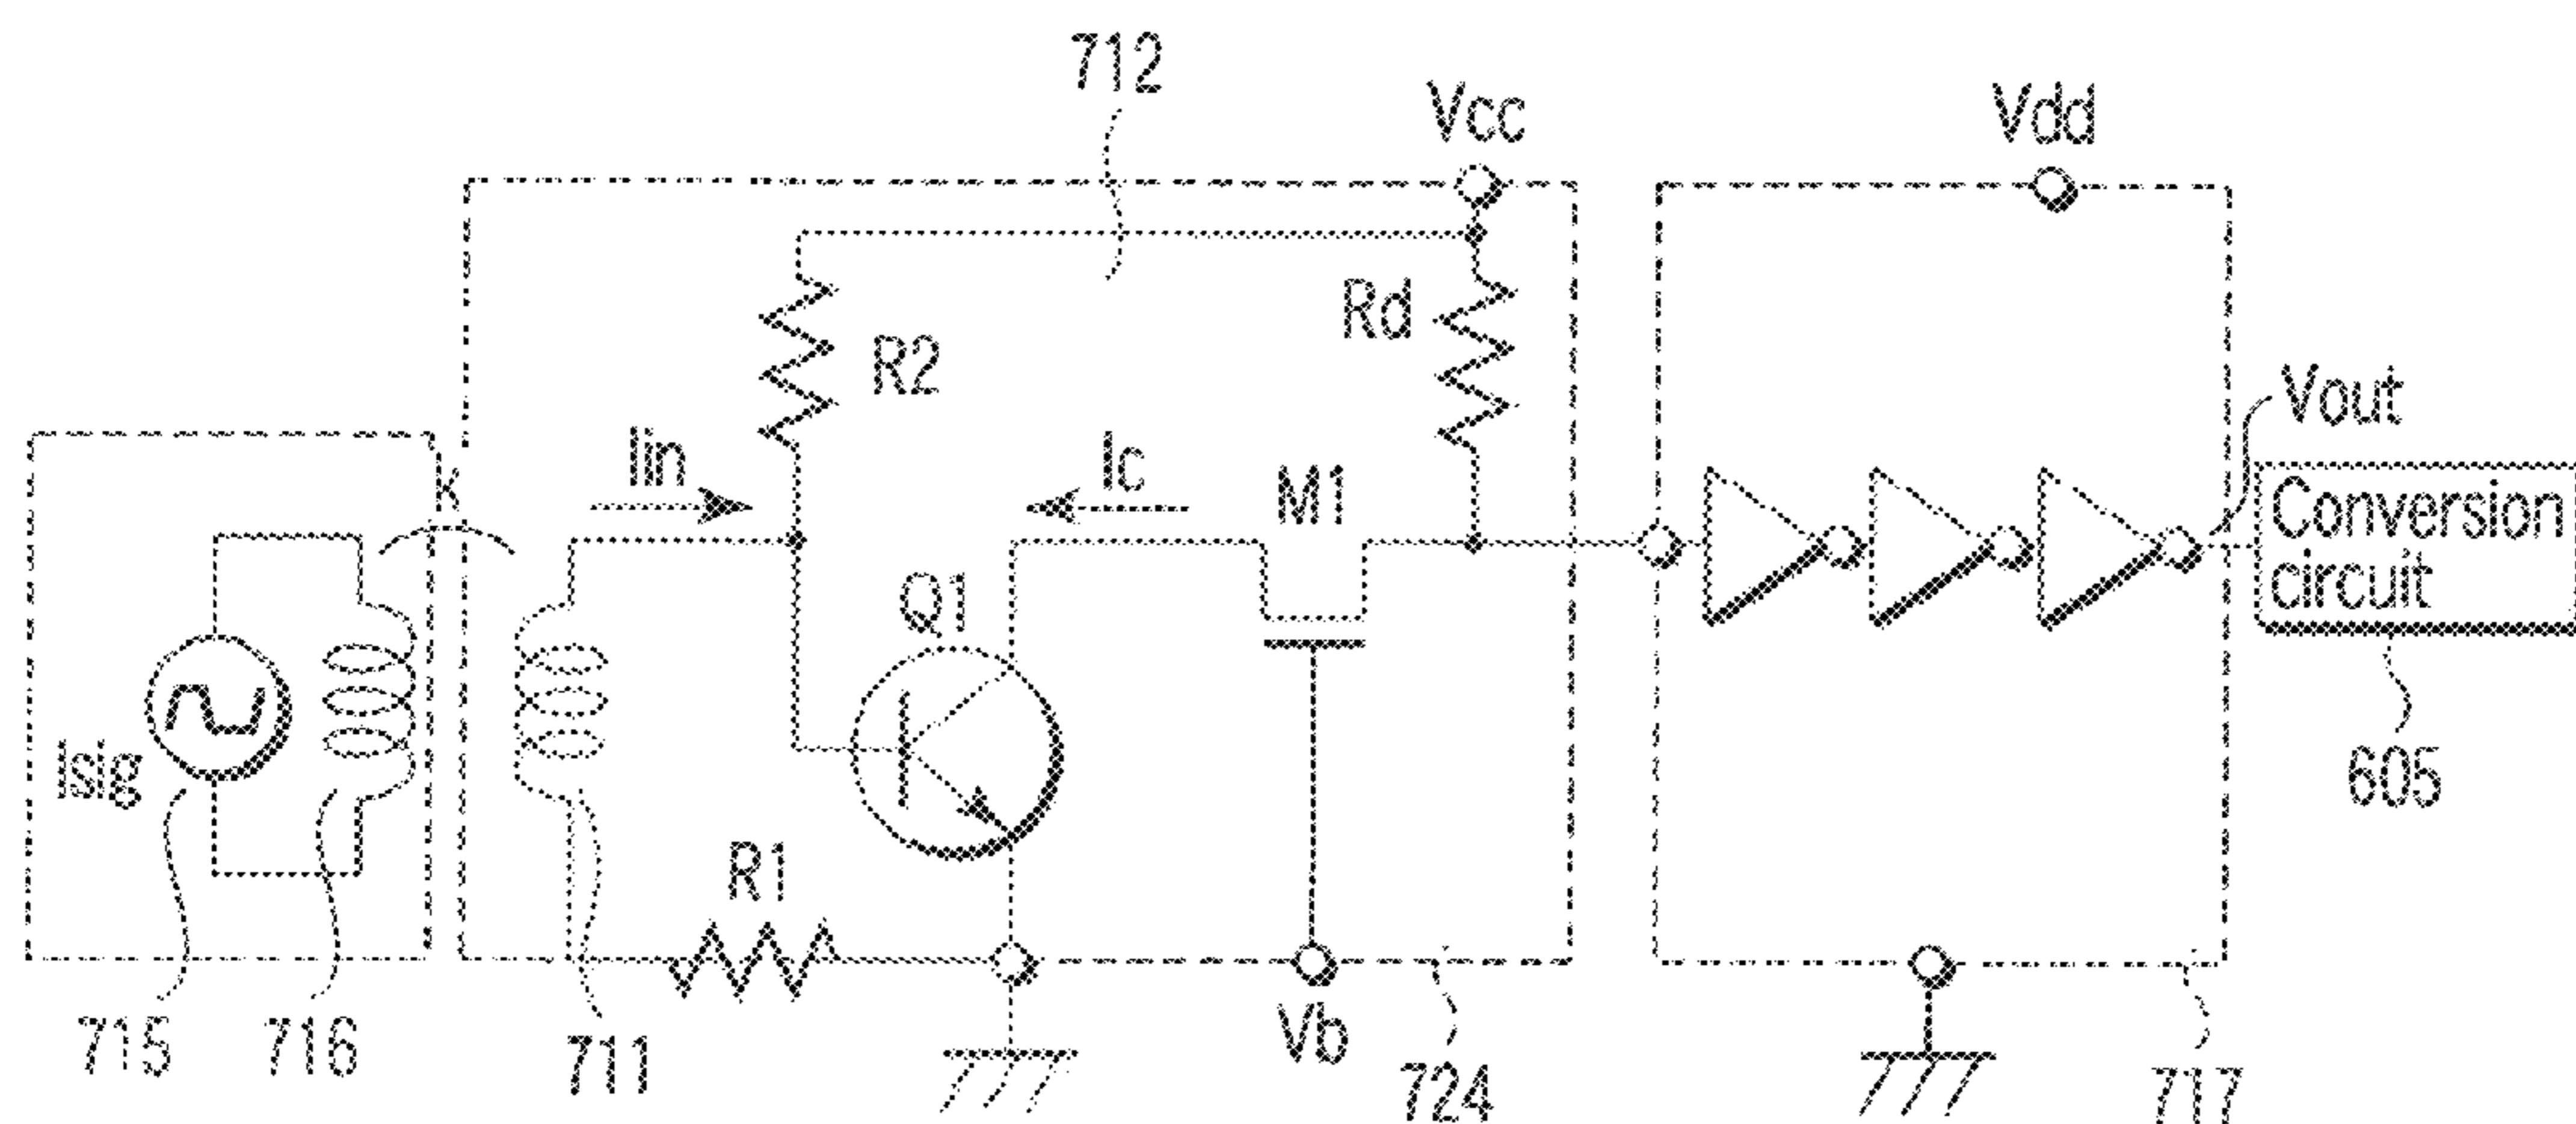 712
Vcc
Vdd
R2
Rd
Vout
K
Iin
Ic
M1
Conversion
circuit
Q1
Isig
605
R1
715
716
711
Vb
724
717